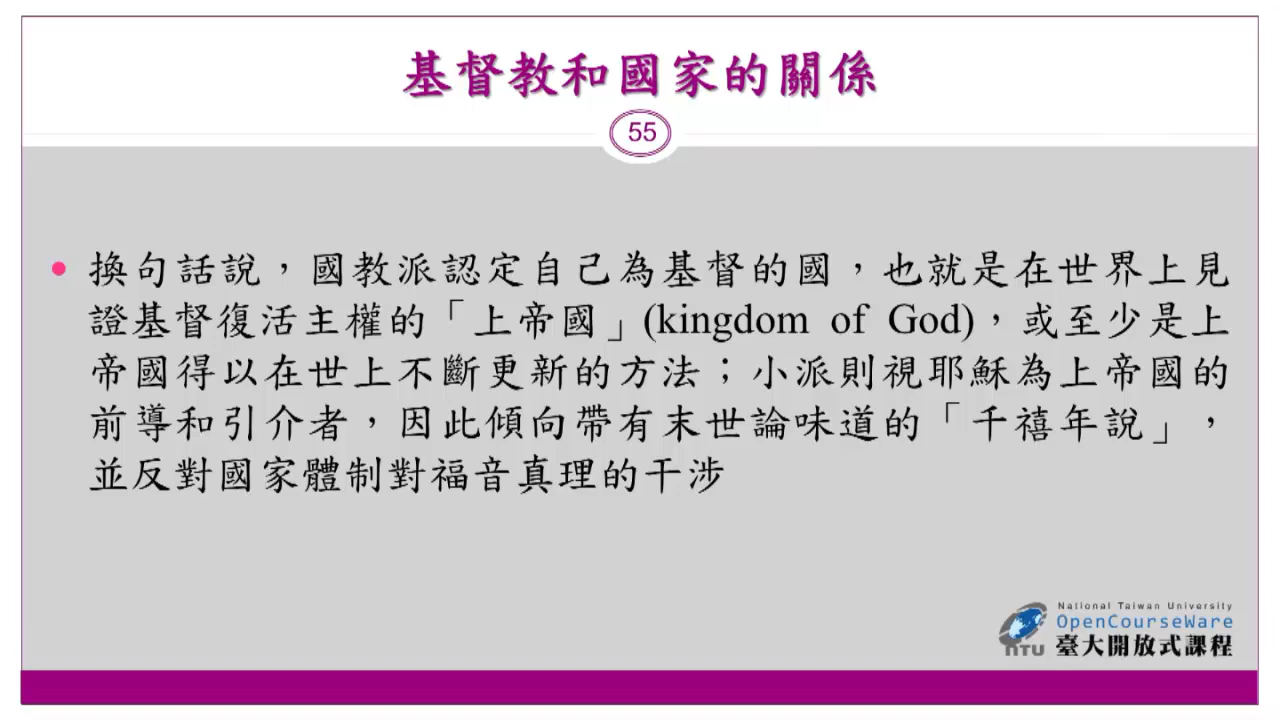 基督教和國家的關係
55
• 換句話說，國教派認定自己為基督的國，也就是在世界上見
證基督復活主權的「上帝國」(kingdom of God)，或至少是上
帝國得以在世上不斷更新的方法；小派則視耶穌為上帝國的
前導和引介者，因此傾向帶有末世論味道的「千禧年說」，
並反對國家體制對福音真理的干涉
National Taiwan University
OpenCourseWare
NTU 臺大開放式課程